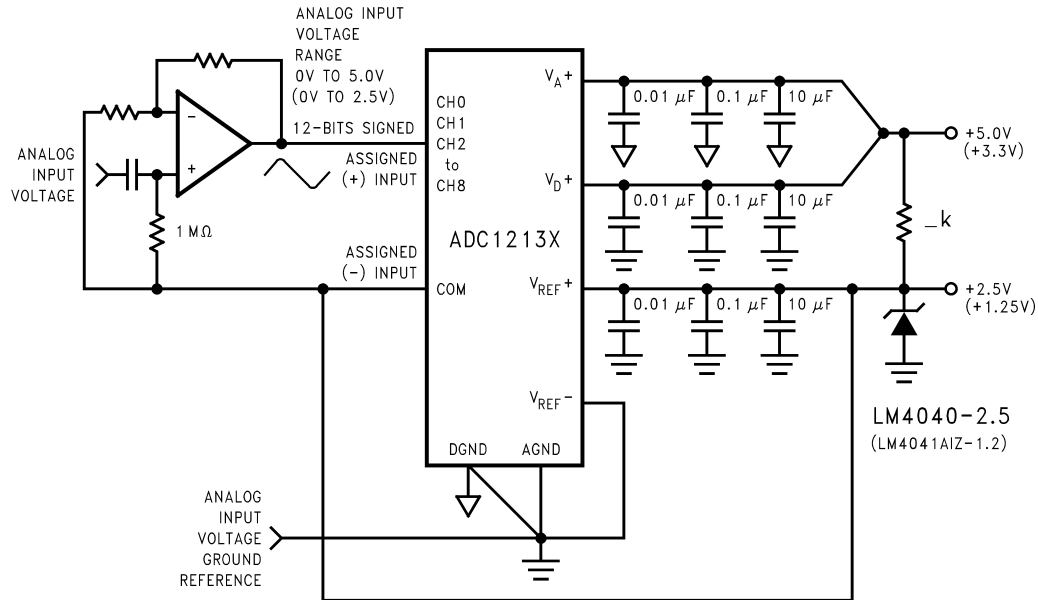 ANALOG INPUT
VOLTAGE
RANGE
0V TO 5.0V
(0V TO 2.5V)
12-BITS SIGNED
ASSIGNED
(+) INPUT
ANALOG
INPUT
VOLTAGE
−
+
1 MΩ
ASSIGNED
(−) INPUT
CH0
CH1
CH2
to
CH8
COM
ADC1213X
VA+
VD+
VREF+
VREF−
DGND AGND
0.01 μF 0.1 μF 10 μF
0.01 μF 0.1 μF 10 μF
0.01 μF 0.1 μF 10 μF
+5.0V
(+3.3V)
_k
+2.5V
(+1.25V)
LM4040-2.5
(LM4041AIZ-1.2)
ANALOG
INPUT
VOLTAGE
GROUND
REFERENCE